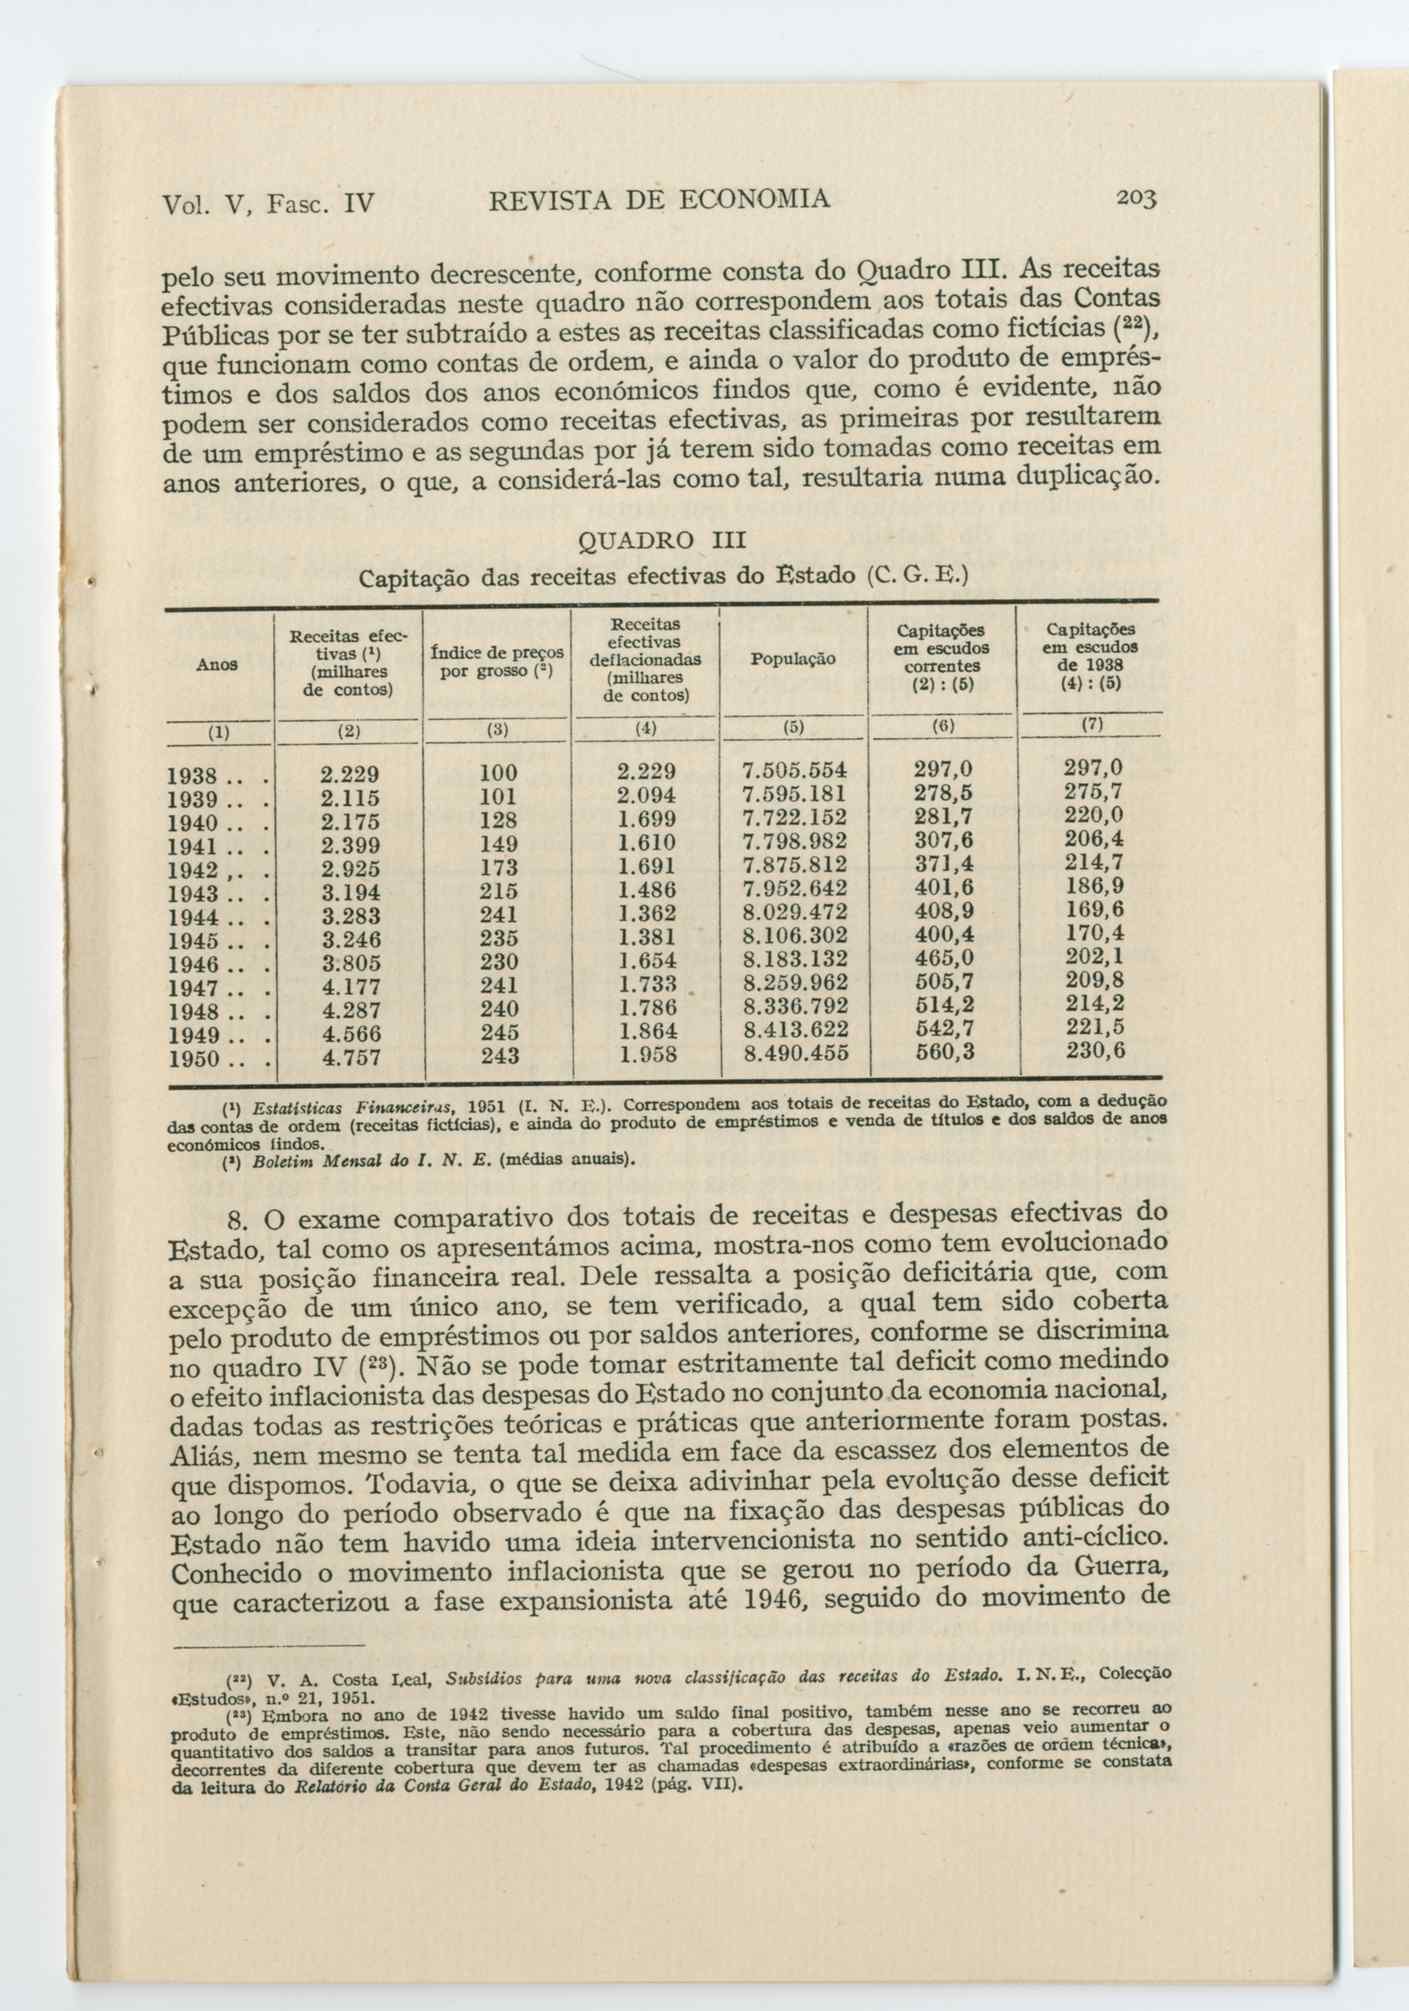 Vol. V, Fasc. IV REVISTA DE ECONOMIA 203
pelo seu movimento decrescente, conforme consta do Quadro III. As receitas
efectivas consideradas neste quadro não correspondem aos totais das Contas
Públicas por se ter subtraído a estes as receitas classificadas como fictícias (²²),
que funcionam como contas de ordem, e ainda o valor do produto de emprés-
timos e dos saldos dos anos económicos findos que, como é evidente, não
podem ser considerados como receitas efectivas, as primeiras por resultarem
de um empréstimo e as segundas por já terem sido tomadas como receitas em
anos anteriores, o que, a considerá-las como tal, resultaria numa duplicação.
QUADRO III
Capitação das receitas efectivas do Estado (C. G. E.)
Anos
Receitas efec-
tivas (¹)
(milhares
de contos)
Índice de preços
por grosso (²)
Receitas
efectivas
deflacionadas
(milhares
de contos)
População
Capitações
em escudos
correntes
(2) : (5)
Capitações
em escudos
de 1938
(4) : (5)
(1) (2) (3) (4) (5) (6) (7)
1938 .. . 2.229 100 2.229 7.505.554 297,0 297,0
1939 .. . 2.115 101 2.094 7.595.181 278,5 275,7
1940 .. . 2.175 128 1.699 7.722.152 281,7 220,0
1941 .. . 2.399 149 1.610 7.798.982 307,6 206,4
1942 ,. . 2.925 173 1.691 7.875.812 371,4 214,7
1943 .. . 3.194 215 1.486 7.952.642 401,6 186,9
1944 .. . 3.283 241 1.362 8.029.472 408,9 169,6
1945 .. . 3.246 235 1.381 8.106.302 400,4 170,4
1946 .. . 3.805 230 1.654 8.183.132 465,0 202,1
1947 .. . 4.177 241 1.733 8.259.962 505,7 209,8
1948 .. . 4.287 240 1.786 8.336.792 514,2 214,2
1949 .. . 4.566 245 1.864 8.413.622 542,7 221,5
1950 .. . 4.757 243 1.958 8.490.455 560,3 230,6
(¹) Estatísticas Financeiras, 1951 (I. N. E.). Correspondem aos totais de receitas do Estado, com a dedução
das contas de ordem (receitas fictícias), e ainda do produto de empréstimos e venda de títulos e dos saldos de anos
económicos findos.
(²) Boletim Mensal do I. N. E. (médias anuais).
8. O exame comparativo dos totais de receitas e despesas efectivas do
Estado, tal como os apresentámos acima, mostra-nos como tem evolucionado
a sua posição financeira real. Dele ressalta a posição deficitária que, com
excepção de um único ano, se tem verificado, a qual tem sido coberta
pelo produto de empréstimos ou por saldos anteriores, conforme se discrimina
no quadro IV (²³). Não se pode tomar estritamente tal deficit como medindo
o efeito inflacionista das despesas do Estado no conjunto da economia nacional,
dadas todas as restrições teóricas e práticas que anteriormente foram postas.
Aliás, nem mesmo se tenta tal medida em face da escassez dos elementos de
que dispomos. Todavia, o que se deixa adivinhar pela evolução desse deficit
ao longo do período observado é que na fixação das despesas públicas do
Estado não tem havido uma ideia intervencionista no sentido anti-cíclico.
Conhecido o movimento inflacionista que se gerou no período da Guerra,
que caracterizou a fase expansionista até 1946, seguido do movimento de
(²²) V. A. Costa Leal, Subsídios para uma nova classificação das receitas do Estado. I. N. E., Colecção
«Estudos», n.º 21, 1951.
(²³) Embora no ano de 1942 tivesse havido um saldo final positivo, também nesse ano se recorreu ao
produto de empréstimos. Este, não sendo necessário para a cobertura das despesas, apenas veio aumentar o
quantitativo dos saldos a transitar para anos futuros. Tal procedimento é atribuído a «razões de ordem técnica»,
decorrentes da diferente cobertura que devem ter as chamadas «despesas extraordinárias», conforme se constata
da leitura do Relatório da Conta Geral do Estado, 1942 (pág. VII).